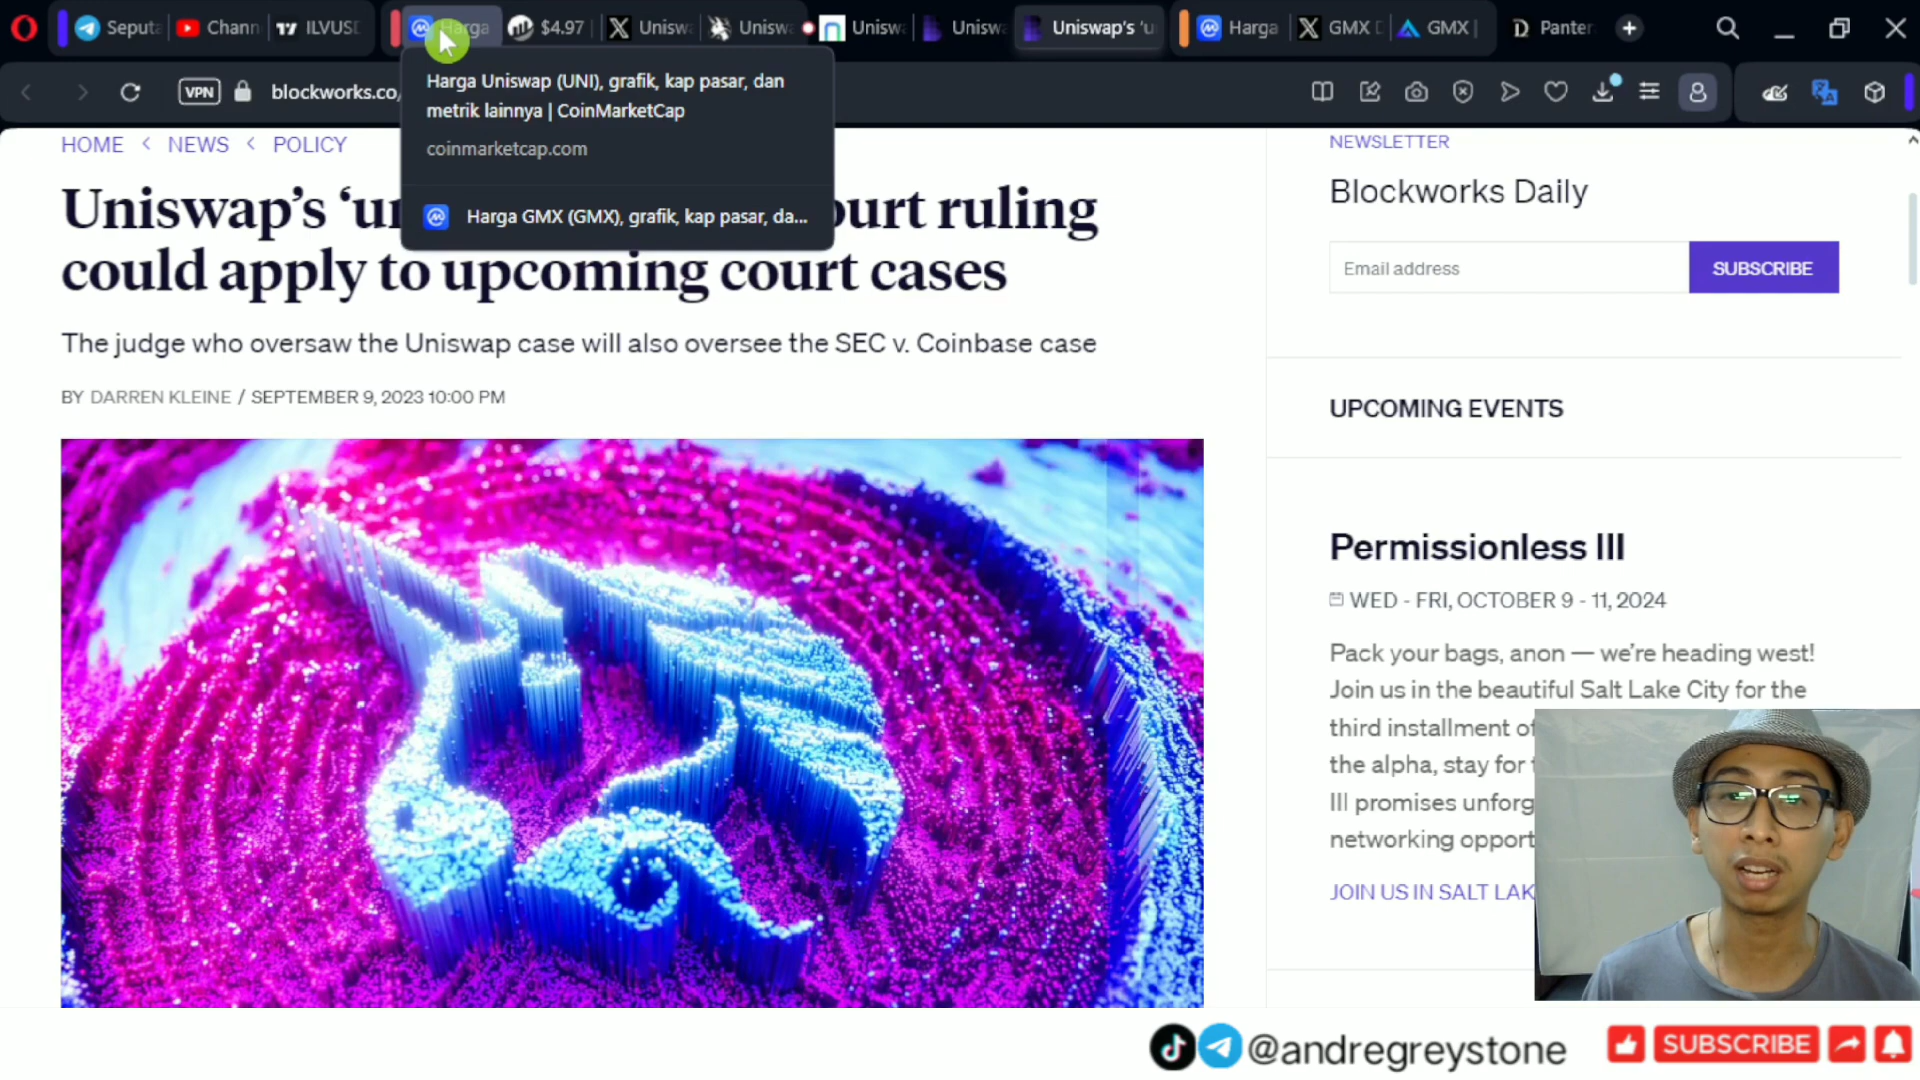 Seputa
Chann
ILVUSD
Harga
$4.97
Unisw
Unisw
Unisw
Unisw
Uniswap's 'u
Harga
GMX D
GMX |
Panter
VPN
blockworks.co/
Harga Uniswap (UNI), grafik, kap pasar, dan
metrik lainnya | CoinMarketCap
coinmarketcap.com
Harga GMX (GMX), grafik, kap pasar, da...
HOME < NEWS < POLICY
Uniswap's 'u ourt ruling
could apply to upcoming court cases
The judge who oversaw the Uniswap case will also oversee the SEC v. Coinbase case
BY DARREN KLEINE / SEPTEMBER 9, 2023 10:00 PM
NEWSLETTER
Blockworks Daily
Email address
SUBSCRIBE
UPCOMING EVENTS
Permissionless III
WED - FRI, OCTOBER 9 - 11, 2024
Pack your bags, anon — we're heading west!
Join us in the beautiful Salt Lake City for the
third installment of
the alpha, stay for
III promises unforg
networking opport
JOIN US IN SALT LAK
@andregreystone
SUBSCRIBE